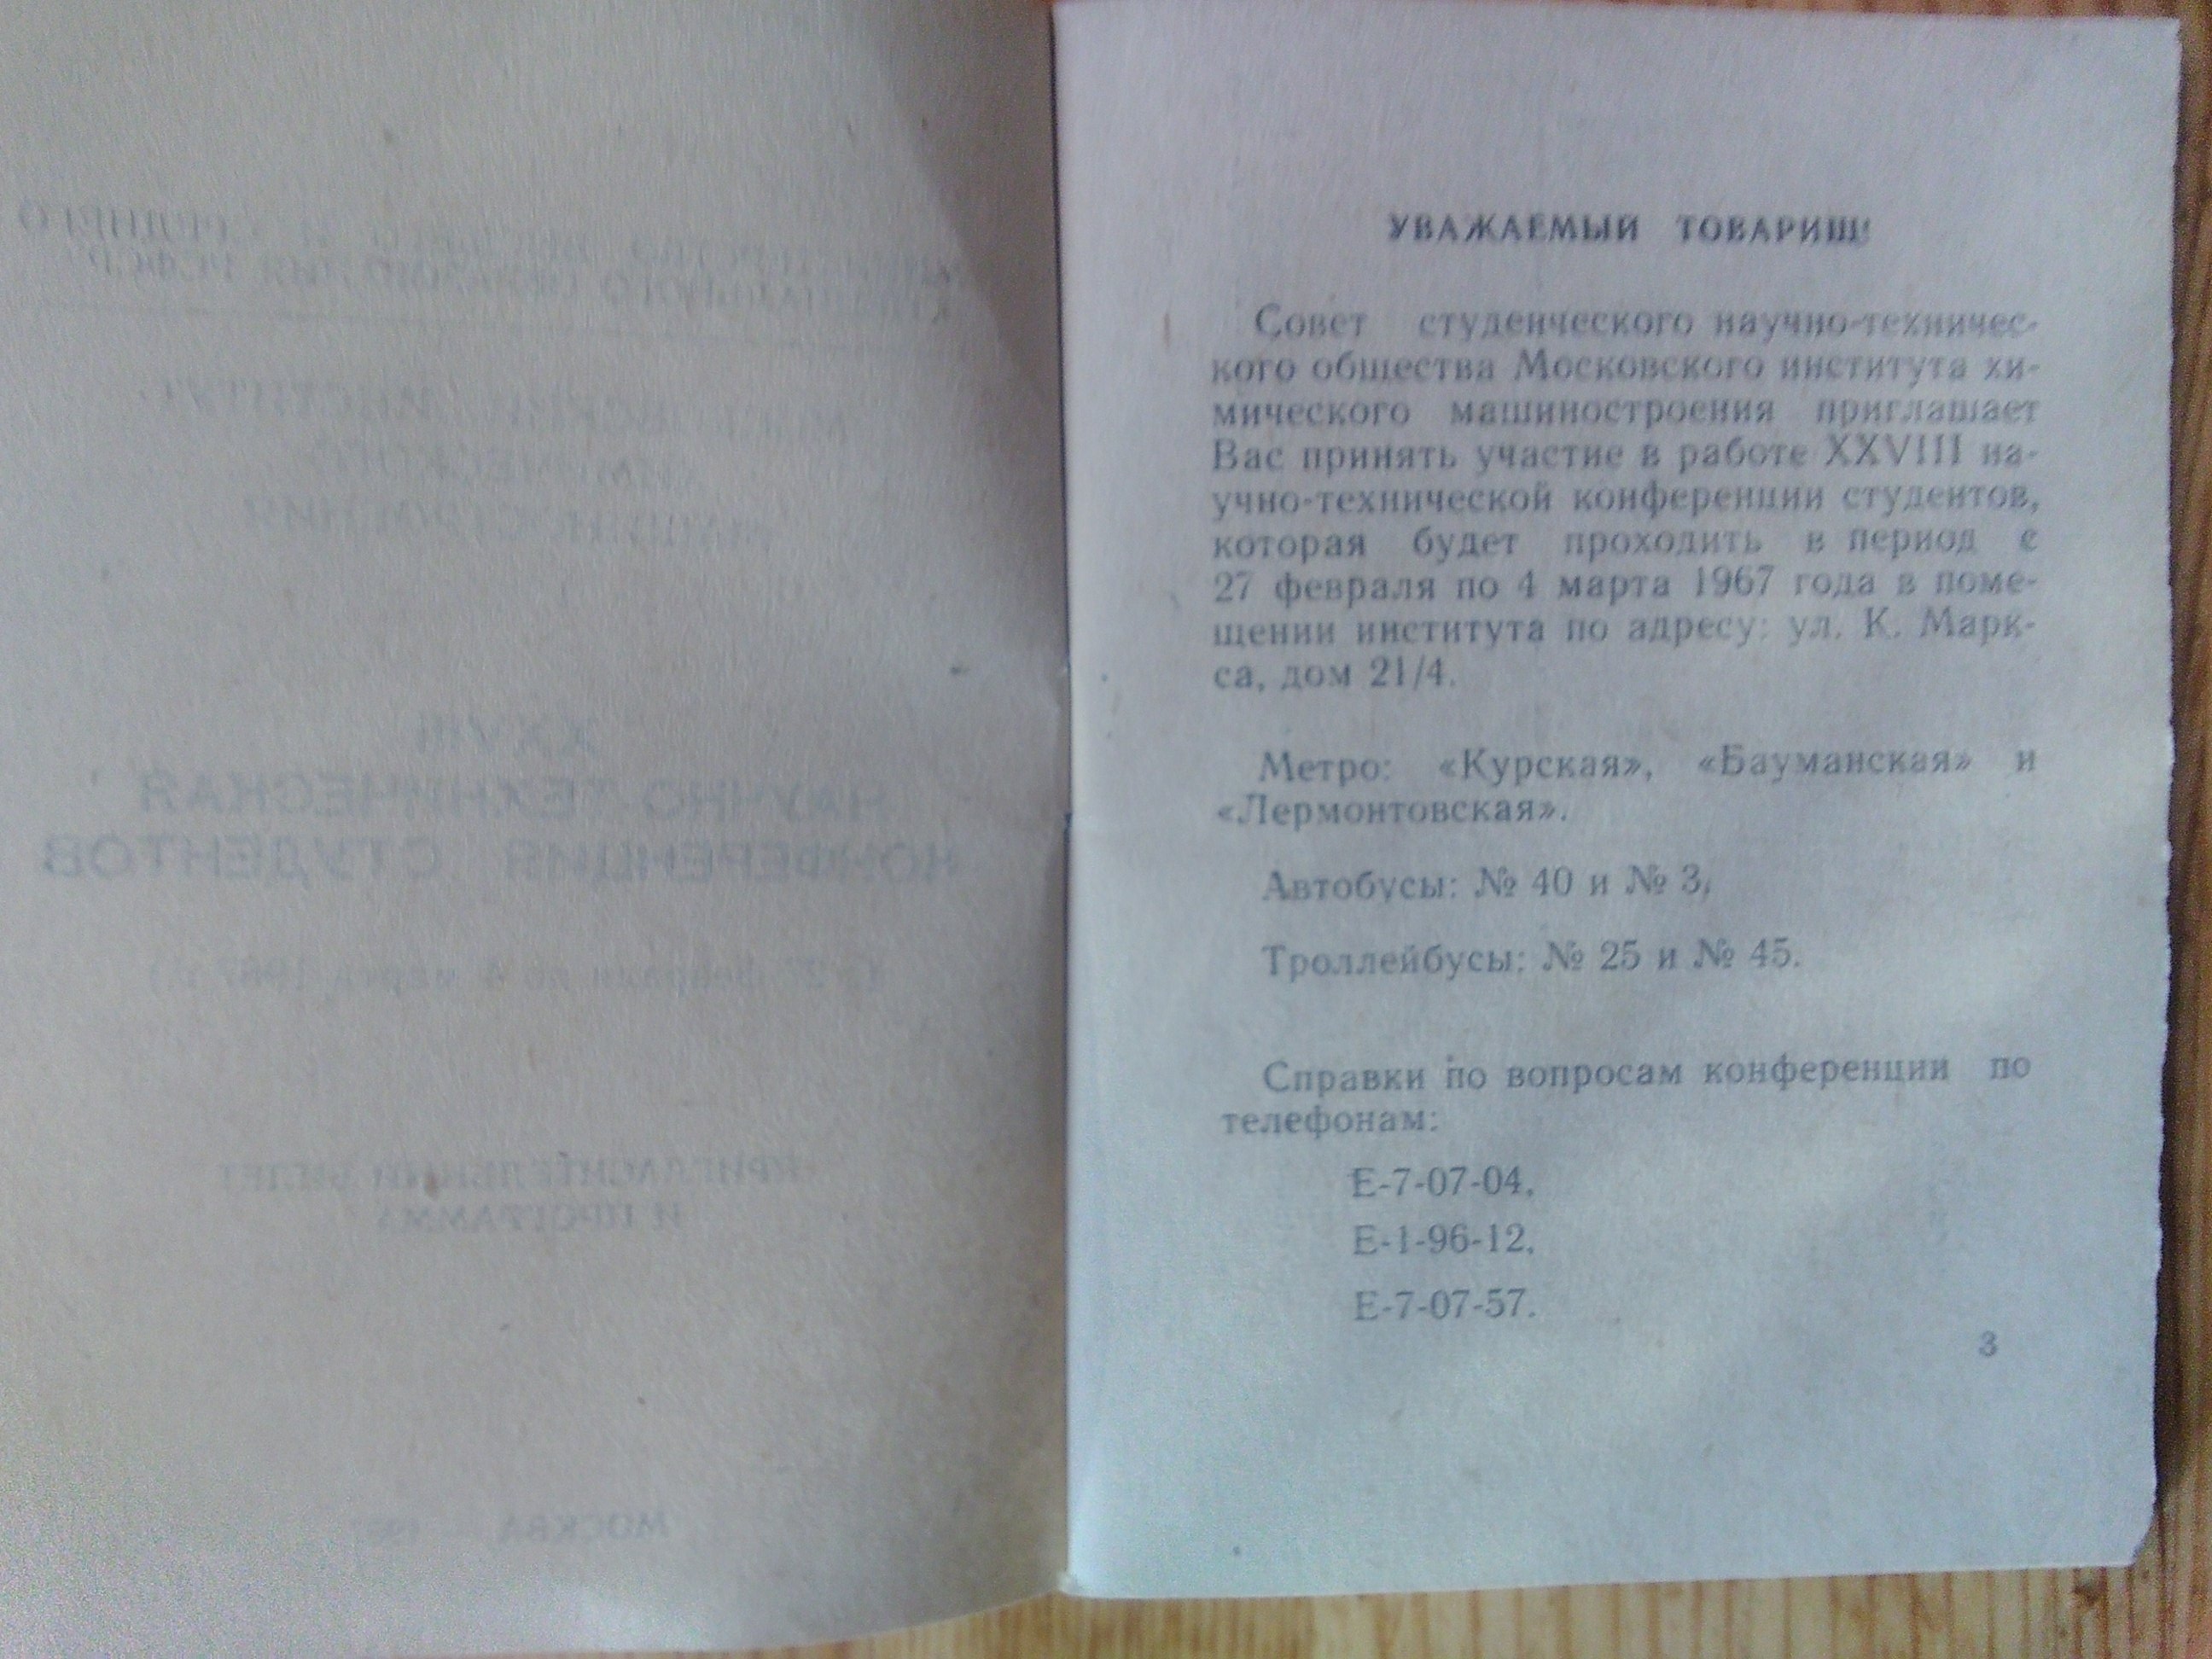 УВАЖАЕМЫЙ ТОВАРИЩ!
Совет студенческого научно-техничес-
кого общества Московского института хи-
мического машиностроения приглашает
Вас принять участие в работе XXVIII на-
учно-технической конференции студентов,
которая будет проходить в период с
27 февраля по 4 марта 1967 года в поме-
щении института по адресу: ул. К. Марк-
са, дом 21/4.
Метро: «Курская», «Бауманская» и
«Лермонтовская».
Автобусы: № 40 и № 3,
Троллейбусы: № 25 и № 45.
Справки по вопросам конференции по
телефонам:
Е-7-07-04,
Е-1-96-12,
Е-7-07-57.
3